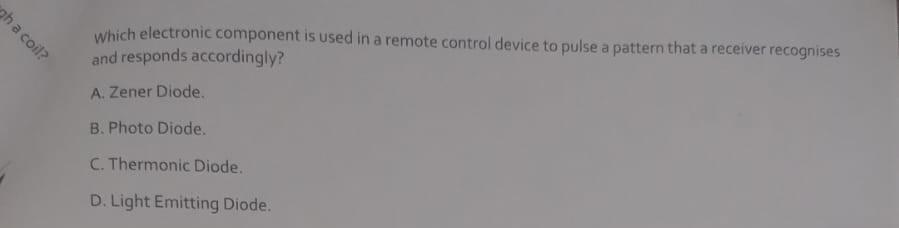 gh a coil?
Which electronic component is used in a remote control device to pulse a pattern that a receiver recognises
and responds accordingly?
A. Zener Diode.
B. Photo Diode.
C. Thermonic Diode.
D. Light Emitting Diode.